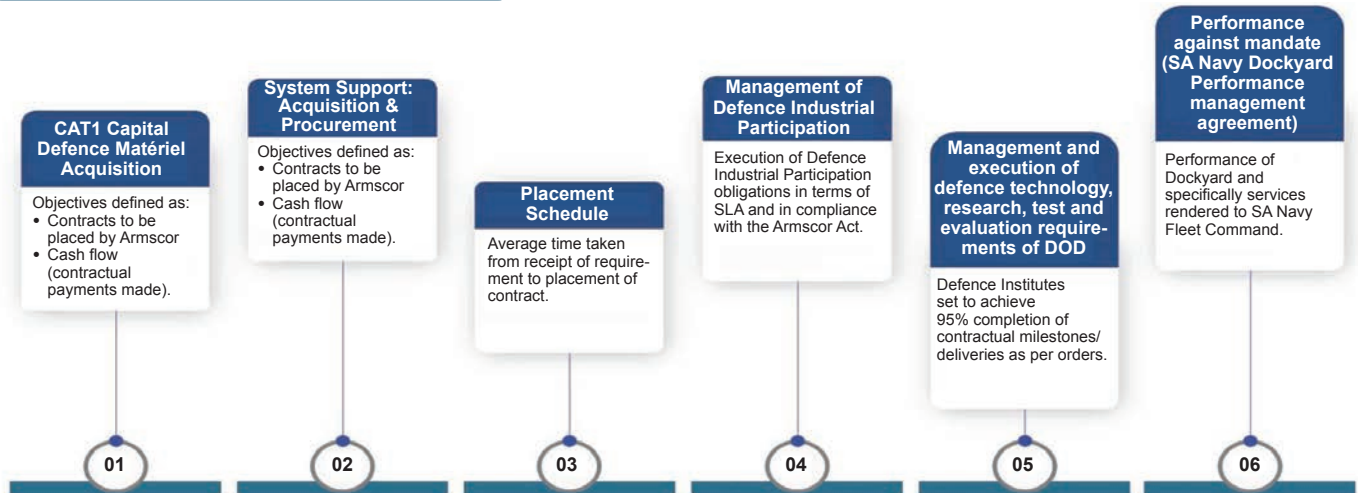 CAT1 Capital
Defence Matériel
Acquisition
Objectives defined as:
• Contracts to be
placed by Armscor
• Cash flow
(contractual
payments made).
01
System Support:
Acquisition &
Procurement
Objectives defined as:
• Contracts to be
placed by Armscor
• Cash flow
(contractual
payments made).
02
Placement
Schedule
Average time taken
from receipt of require-
ment to placement of
contract.
03
Management of
Defence Industrial
Participation
Execution of Defence
Industrial Participation
obligations in terms of
SLA and in compliance
with the Armscor Act.
04
Management and
execution of
defence technology,
research, test and
evaluation require-
ments of DOD
Defence Institutes
set to achieve
95% completion of
contractual milestones/
deliveries as per orders.
05
Performance
against mandate
(SA Navy Dockyard
Performance
management
agreement)
Performance of
Dockyard and
specifically services
rendered to SA Navy
Fleet Command.
06